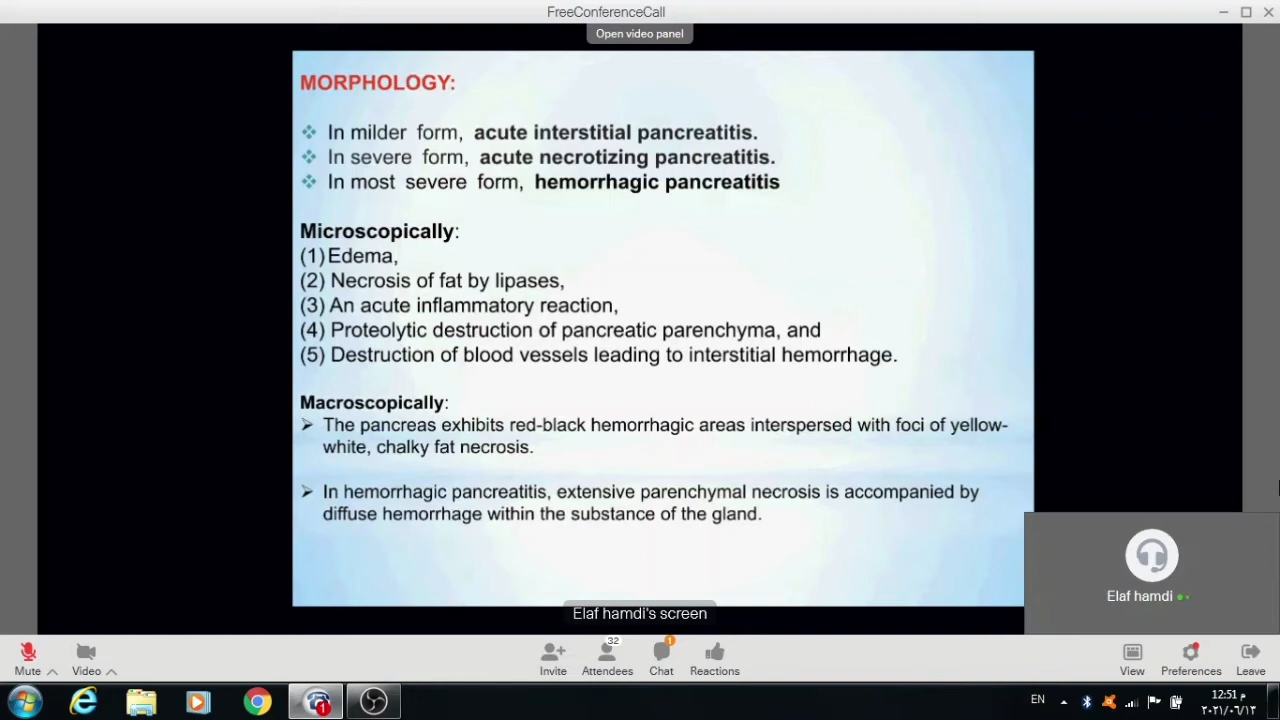 FreeConferenceCall
Open video panel
MORPHOLOGY:
In milder form, acute interstitial pancreatitis.
In severe form, acute necrotizing pancreatitis.
In most severe form, hemorrhagic pancreatitis
Microscopically:
(1) Edema,
(2) Necrosis of fat by lipases,
(3) An acute inflammatory reaction,
(4) Proteolytic destruction of pancreatic parenchyma, and
(5) Destruction of blood vessels leading to interstitial hemorrhage.
Macroscopically:
The pancreas exhibits red-black hemorrhagic areas interspersed with foci of yellow-
white, chalky fat necrosis.
In hemorrhagic pancreatitis, extensive parenchymal necrosis is accompanied by
diffuse hemorrhage within the substance of the gland.
Elaf hamdi
Elaf hamdi's screen
32
1
Mute
Video
Invite
Attendees
Chat
Reactions
View
Preferences
Leave
1
EN
12:51 م
٢٠٢١/٠٦/١٣